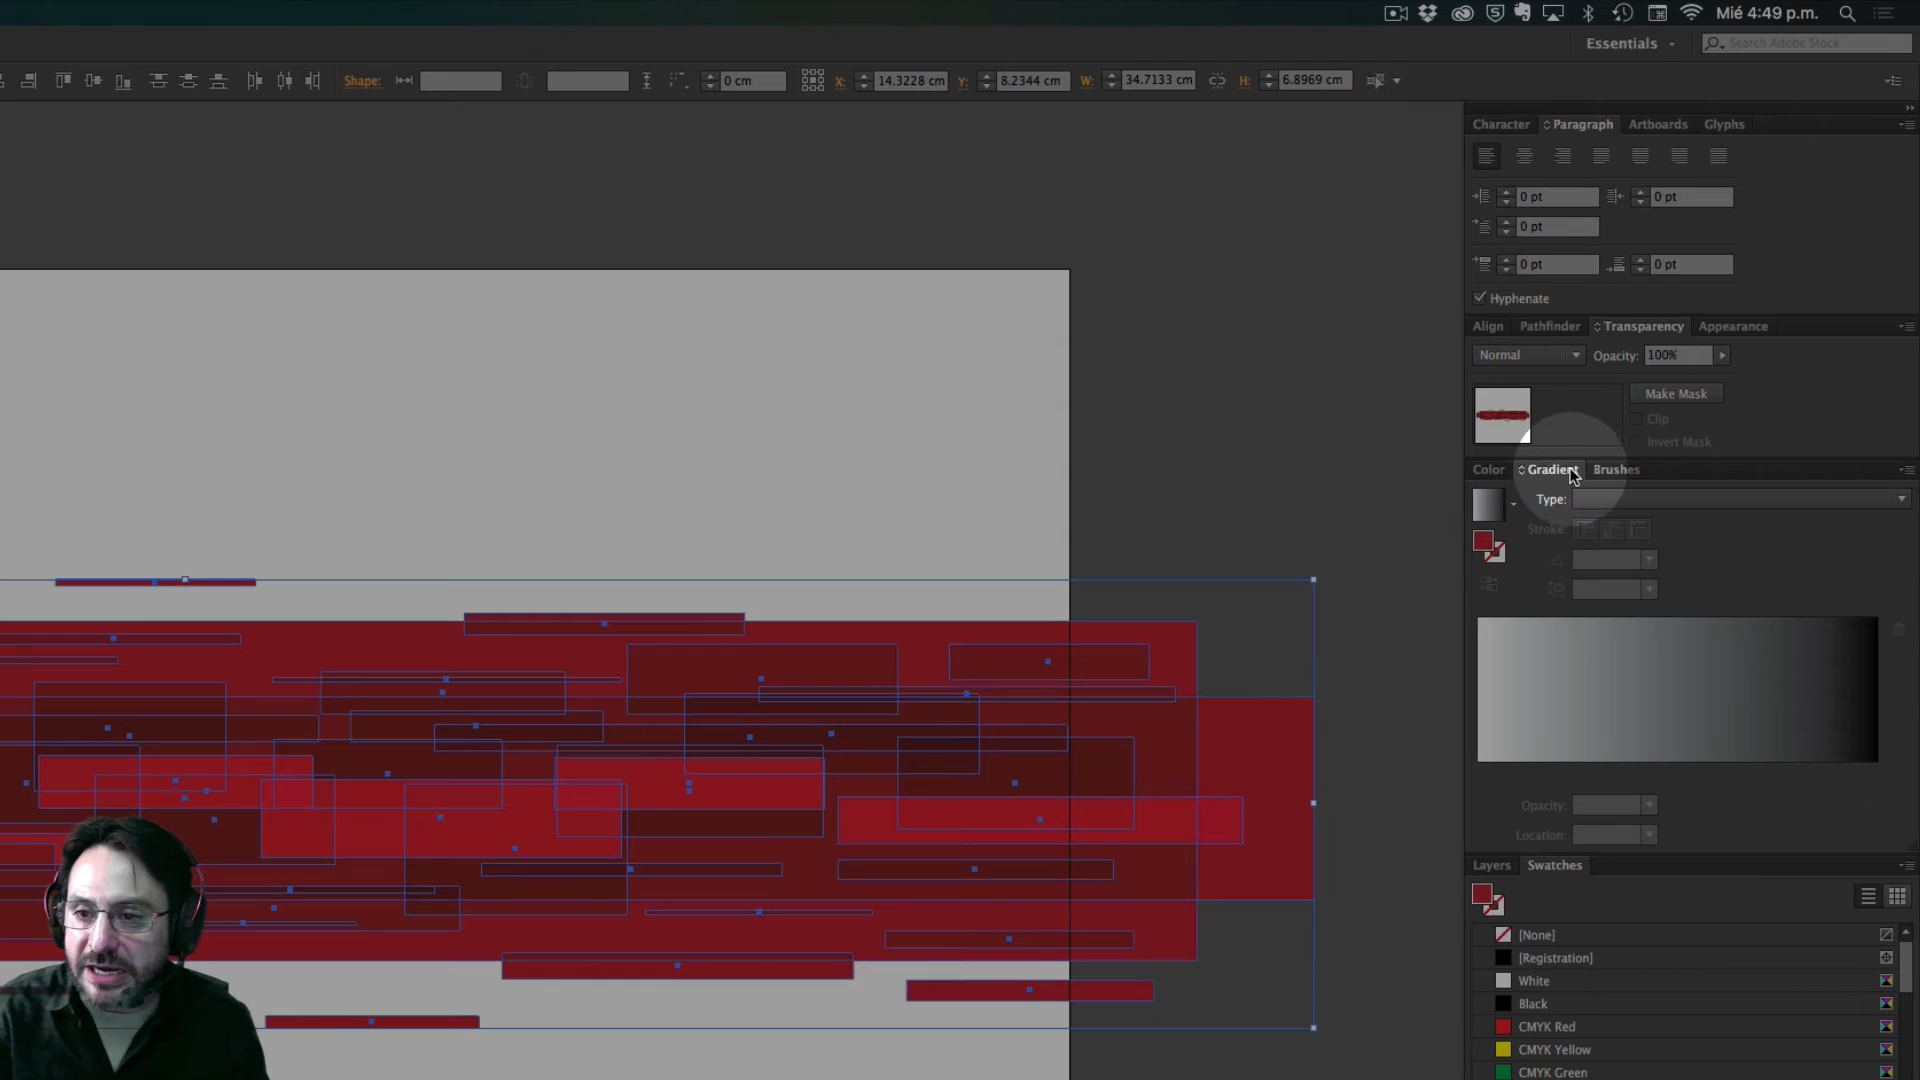 Mié 4:49 p.m.
Essentials
Search Adobe Stock
Shape:
0 cm
X: 14.3228 cm
Y: 8.2344 cm
W: 34.7133 cm
H: 6.8969 cm
Character Paragraph Artboards Glyphs
0 pt 0 pt
0 pt
0 pt 0 pt
Hyphenate
Align Pathfinder Transparency Appearance
Normal Opacity: 100%
Make Mask
Clip
Invert Mask
Color Gradient Brushes
Type:
Stroke:
Opacity:
Location:
Layers Swatches
[None]
[Registration]
White
Black
CMYK Red
CMYK Yellow
CMYK Green